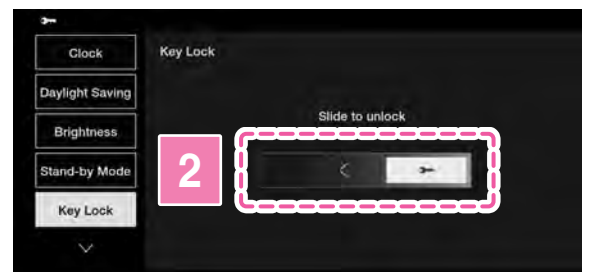 Clock
Key Lock
Daylight Saving
Slide to unlock
Brightness
2
Stand-by Mode
Key Lock